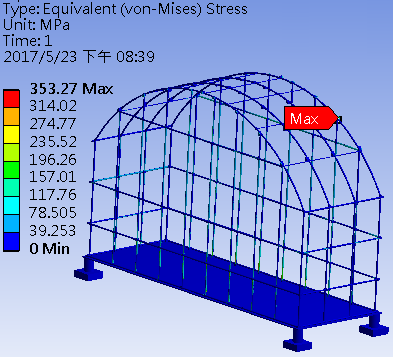 Type: Equivalent (von-Mises) Stress
Unit: MPa
Time: 1
2017/5/23 下午 08:39
353.27 Max
314.02
274.77
235.52
196.26
157.01
117.76
78.505
39.253
0 Min
Max